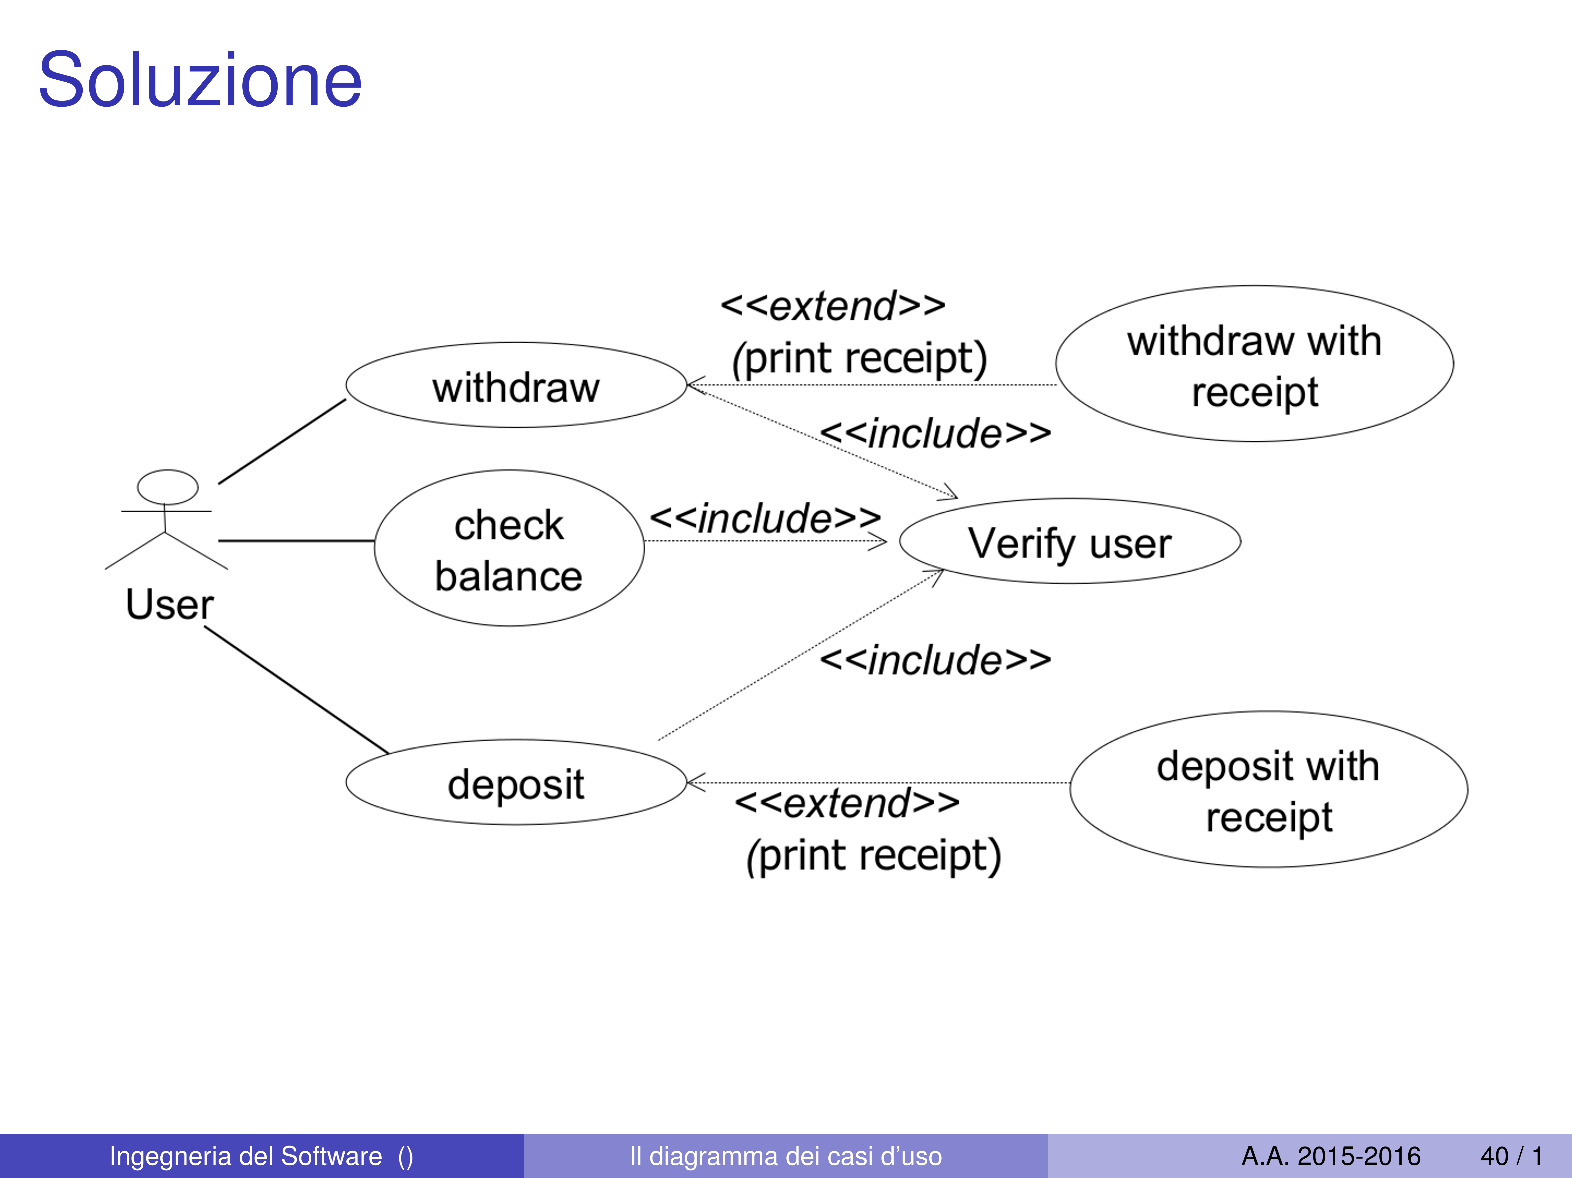 Soluzione
<<extend>>
(print receipt)
withdraw with
receipt
withdraw
<<include>>
check
balance
<<include>>
Verify user
User
<<include>>
deposit with
receipt
deposit
<<extend>>
(print receipt)
Ingegneria del Software ()
Il diagramma dei casi d'uso
A.A. 2015-2016
40 / 1